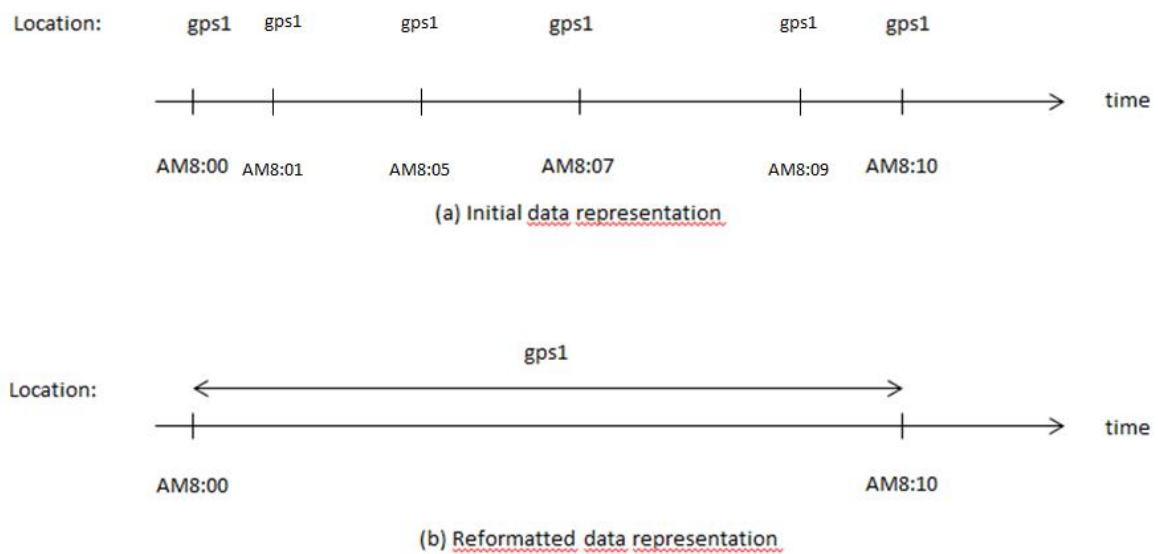 Location: gps1 gps1 gps1 gps1 gps1 gps1
time
AM8:00 AM8:01 AM8:05 AM8:07 AM8:09 AM8:10
(a) Initial data representation
gps1
Location:
time
AM8:00 AM8:10
(b) Reformatted data representation